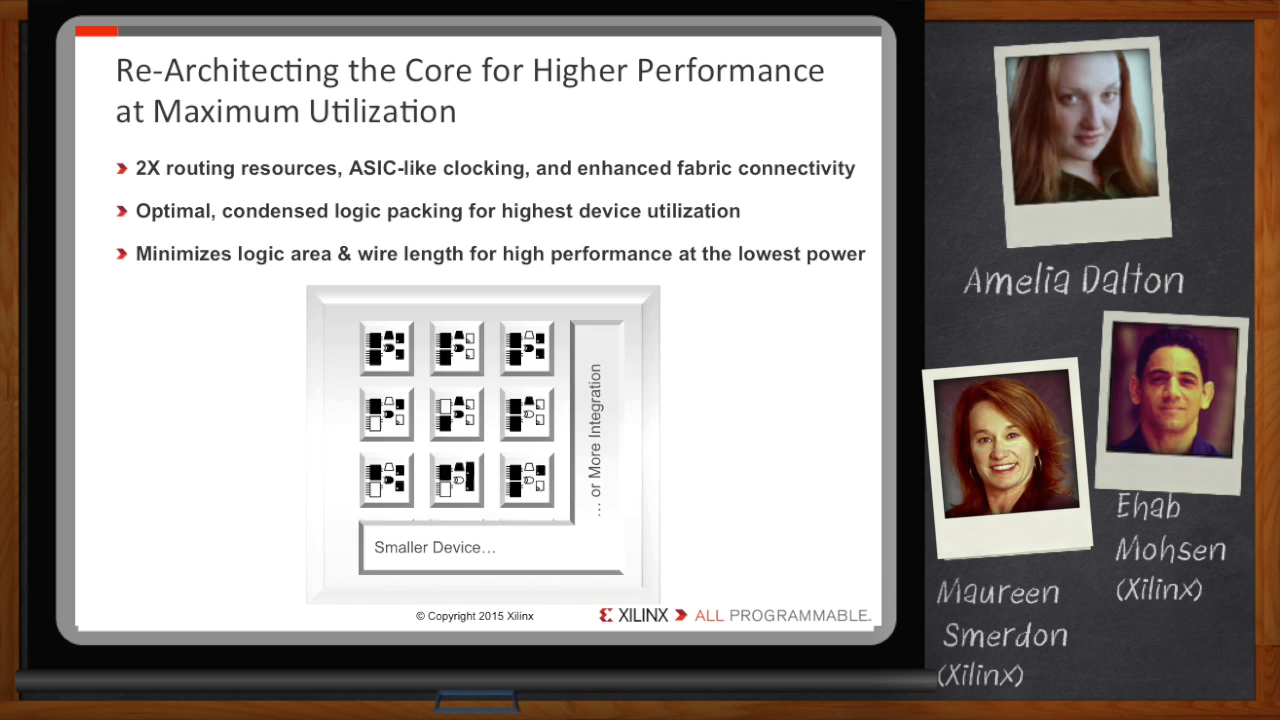 Re-Architecting the Core for Higher Performance
at Maximum Utilization
2X routing resources, ASIC-like clocking, and enhanced fabric connectivity
Optimal, condensed logic packing for highest device utilization
Minimizes logic area & wire length for high performance at the lowest power
... or More Integration
Smaller Device...
© Copyright 2015 Xilinx
XILINX ALL PROGRAMMABLE.
Amelia Dalton
Ehab
Mohsen
(Xilinx)
Maureen
Smerdon
(Xilinx)